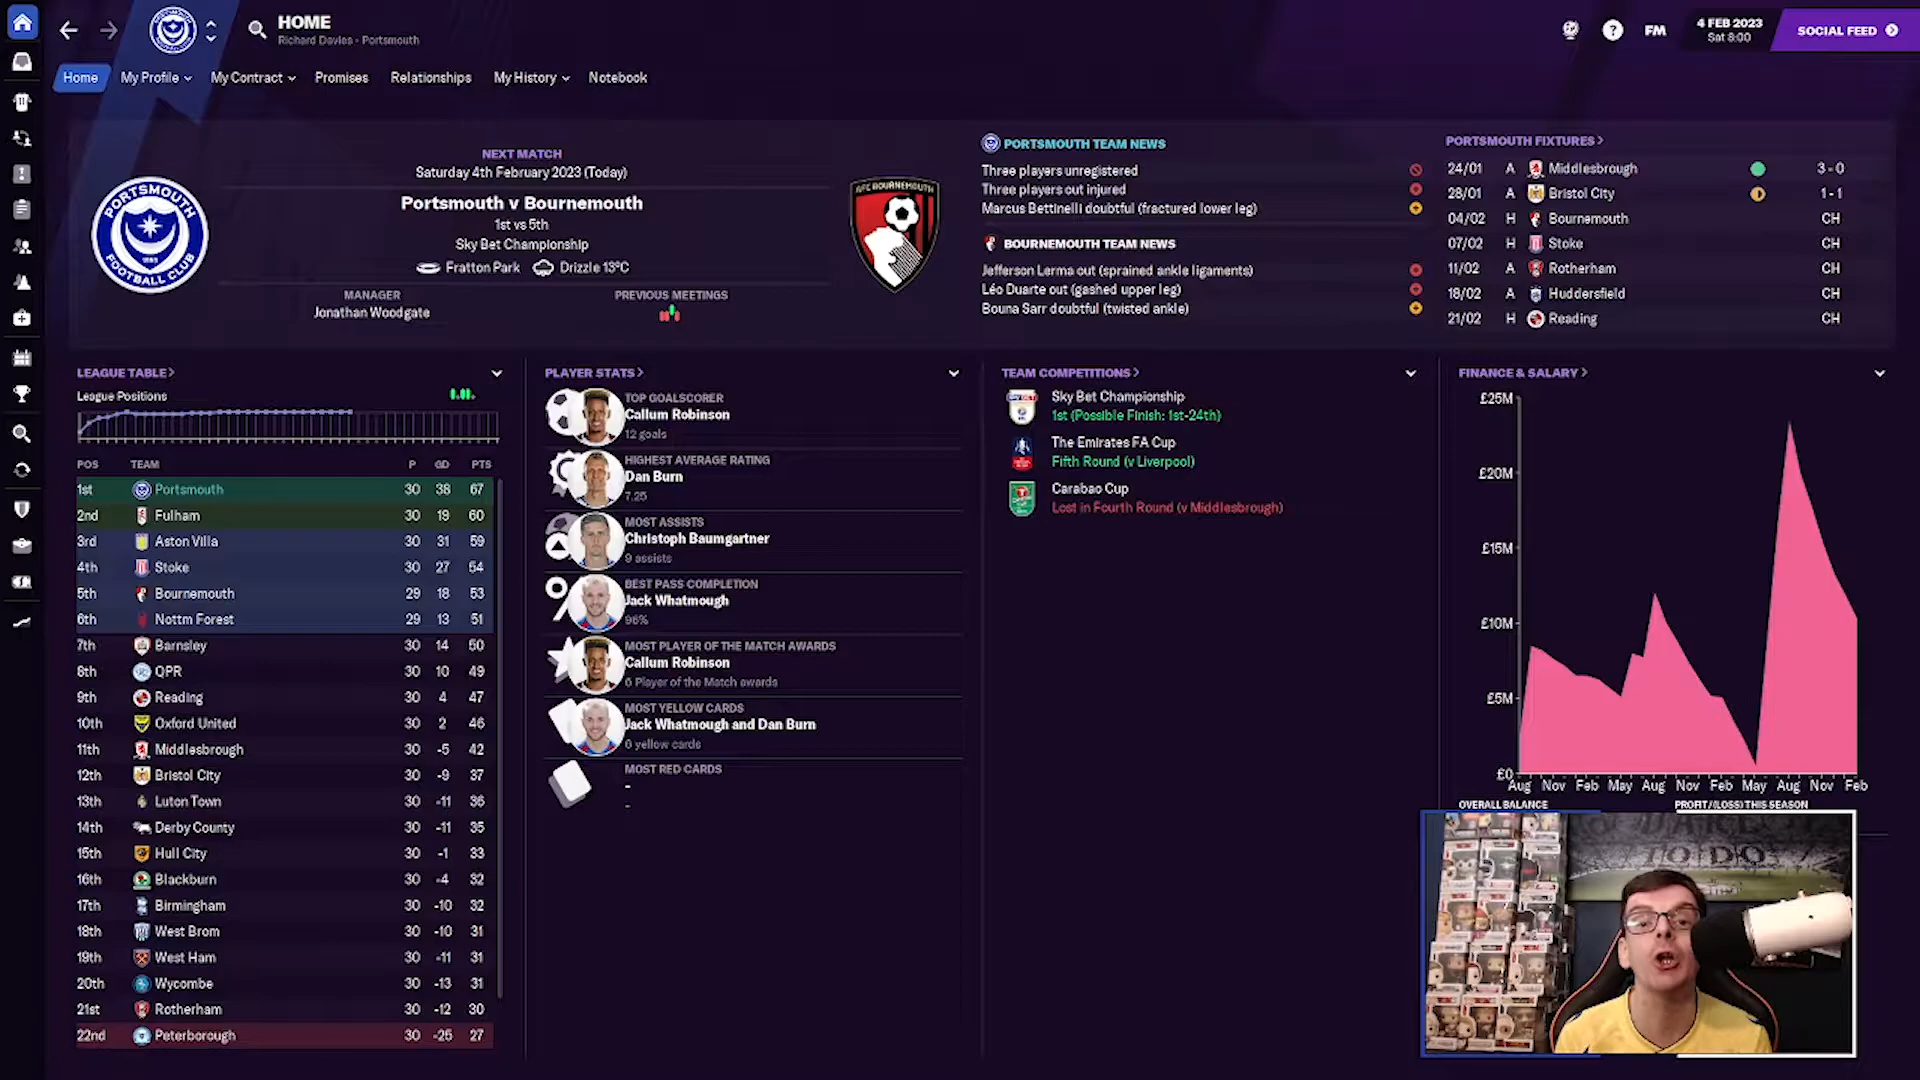 HOME
Richard Davies - Portsmouth
FM
4 FEB 2023
Sat 8:00
SOCIAL FEED
Home
My Profile
My Contract
Promises
Relationships
My History
Notebook
NEXT MATCH
Saturday 4th February 2023 (Today)
Portsmouth v Bournemouth
1st vs 5th
Sky Bet Championship
Fratton Park
Drizzle 13°C
MANAGER
Jonathan Woodgate
PREVIOUS MEETINGS
PORTSMOUTH
FOOTBALL CLUB
AFC BOURNEMOUTH
PORTSMOUTH TEAM NEWS
Three players unregistered
Three players out injured
Marcus Bettinelli doubtful (fractured lower leg)
BOURNEMOUTH TEAM NEWS
Jefferson Lerma out (sprained ankle ligaments)
Léo Duarte out (gashed upper leg)
Bouna Sarr doubtful (twisted ankle)
PORTSMOUTH FIXTURES
24/01 A Middlesbrough 3 - 0
28/01 A Bristol City 1 - 1
04/02 H Bournemouth CH
07/02 H Stoke CH
11/02 A Rotherham CH
18/02 A Huddersfield CH
21/02 H Reading CH
LEAGUE TABLE
League Positions
POS TEAM P GD PTS
1st Portsmouth 30 38 67
2nd Fulham 30 19 60
3rd Aston Villa 30 31 59
4th Stoke 30 27 54
5th Bournemouth 29 18 53
6th Nottm Forest 29 13 51
7th Barnsley 30 14 50
8th QPR 30 10 49
9th Reading 30 4 47
10th Oxford United 30 2 46
11th Middlesbrough 30 -5 42
12th Bristol City 30 -9 37
13th Luton Town 30 -11 36
14th Derby County 30 -11 35
15th Hull City 30 -1 33
16th Blackburn 30 -4 32
17th Birmingham 30 -10 32
18th West Brom 30 -10 31
19th West Ham 30 -11 31
20th Wycombe 30 -13 31
21st Rotherham 30 -12 30
22nd Peterborough 30 -25 27
PLAYER STATS
TOP GOALSCORER
Callum Robinson
12 goals
HIGHEST AVERAGE RATING
Dan Burn
7.25
MOST ASSISTS
Christoph Baumgartner
9 assists
BEST PASS COMPLETION
Jack Whatmough
96%
MOST PLAYER OF THE MATCH AWARDS
Callum Robinson
6 Player of the Match awards
MOST YELLOW CARDS
Jack Whatmough and Dan Burn
6 yellow cards
MOST RED CARDS
-
-
TEAM COMPETITIONS
Sky Bet Championship
1st (Possible Finish: 1st-24th)
The Emirates FA Cup
Fifth Round (v Liverpool)
Carabao Cup
Lost in Fourth Round (v Middlesbrough)
FINANCE & SALARY
£25M
£20M
£15M
£10M
£5M
£0
Aug Nov Feb May Aug Nov Feb May Aug Nov Feb
OVERALL BALANCE
PROFIT/(LOSS) THIS SEASON
TO DARE
TO DO